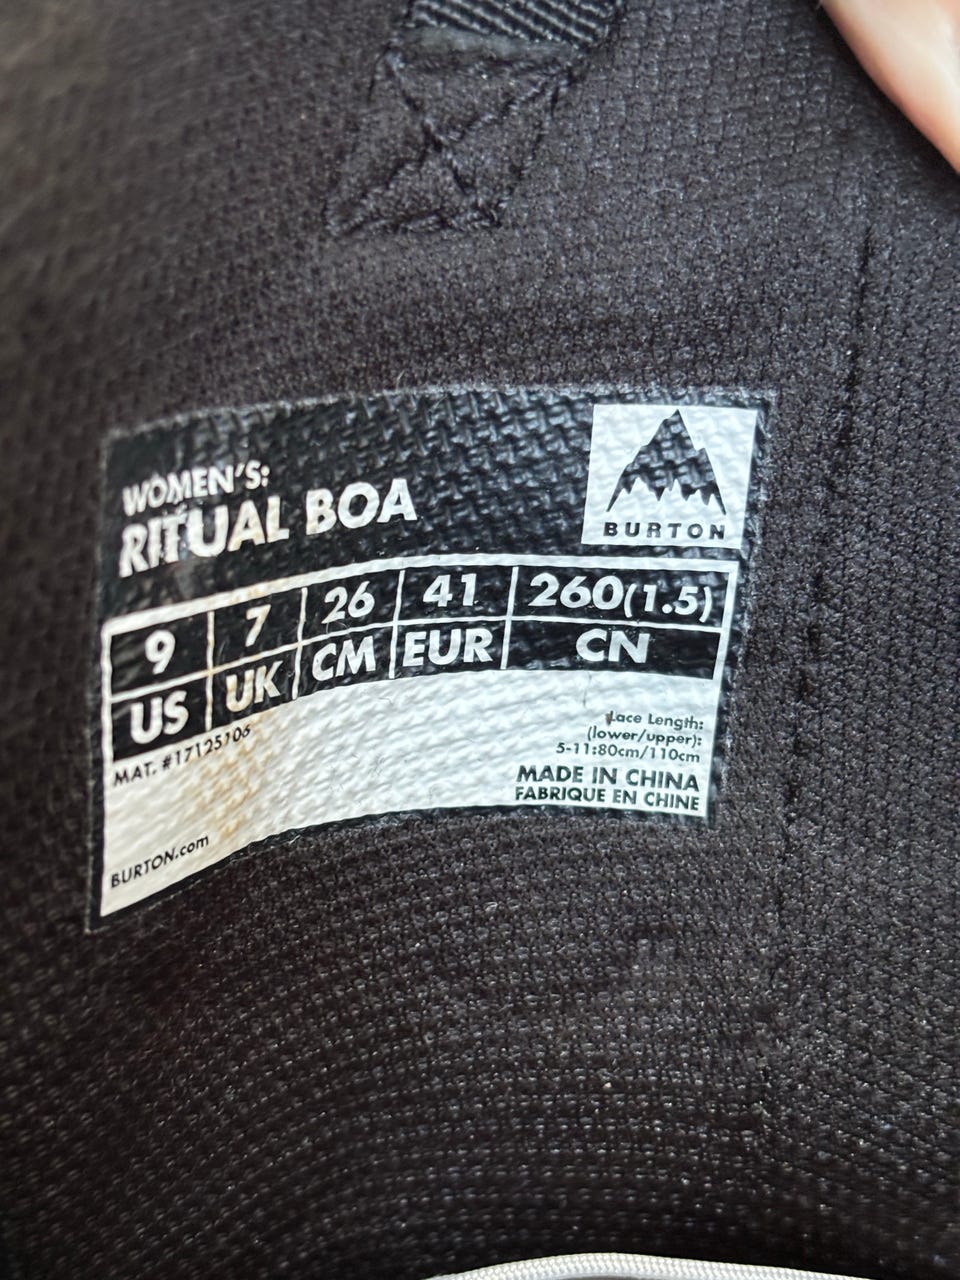 WOMEN'S:
RITUAL BOA
BURTON
9 7 26 41 260(1.5)
US UK CM EUR CN
MAT. #17125106
Lace Length:
(lower/upper):
5-11:80cm/110cm
MADE IN CHINA
FABRIQUE EN CHINE
BURTON.com